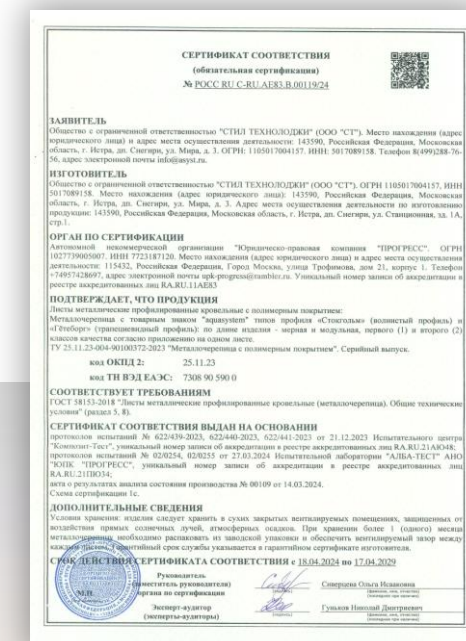 СЕРТИФИКАТ СООТВЕТСТВИЯ
(обязательная сертификация)
№ РОСС RU C-RU.АЕ83.В.00119/24
ЗАЯВИТЕЛЬ
Общество с ограниченной ответственностью "СТИЛ ТЕХНОЛОДЖИ" (ООО "СТ"). Место нахождения (адрес
юридического лица) и адрес места осуществления деятельности: 143590, Российская Федерация, Московская
область, г. Истра, дп. Снегири, ул. Мира, д. 3. ОГРН: 1105017004157. ИНН: 5017089158. Телефон 8(499)288-76-
56, адрес электронной почты info@asyst.ru.
ИЗГОТОВИТЕЛЬ
Общество с ограниченной ответственностью "СТИЛ ТЕХНОЛОДЖИ" (ООО "СТ"). ОГРН 1105017004157, ИНН
5017089158. Место нахождения (адрес юридического лица): 143590, Российская Федерация, Московская
область, г. Истра, дп. Снегири, ул. Мира, д. 3. Адрес места осуществления деятельности по изготовлению
продукции: 143590, Российская Федерация, Московская область, г. Истра, дп. Снегири, ул. Станционная, зд. 1А,
стр.1.
ОРГАН ПО СЕРТИФИКАЦИИ
Автономной некоммерческой организации "Юридическо-правовая компания "ПРОГРЕСС". ОГРН
1027739005007. ИНН 7723187120. Место нахождения (адрес юридического лица) и адрес места осуществления
деятельности: 115432, Российская Федерация, Город Москва, улица Трофимова, дом 21, корпус 1. Телефон
+74957428697, адрес электронной почты upk-progress@rambler.ru. Уникальный номер записи об аккредитации в
реестре аккредитованных лиц RA.RU.11АЕ83
ПОДТВЕРЖДАЕТ, ЧТО ПРОДУКЦИЯ
Листы металлические профилированные кровельные с полимерным покрытием:
Металлочерепица с товарным знаком "aquasystem" типов профиля «Стокгольм» (волнистый профиль) и
«Гётеборг» (трапециевидный профиль): по длине изделия - мерная и модульная, первого (1) и второго (2)
классов качества согласно приложению на одном листе.
ТУ 25.11.23-004-90100372-2023 "Металлочерепица с полимерным покрытием". Серийный выпуск.
код ОКПД 2: 25.11.23
код ТН ВЭД ЕАЭС: 7308 90 590 0
СООТВЕТСТВУЕТ ТРЕБОВАНИЯМ
ГОСТ 58153-2018 "Листы металлические профилированные кровельные (металлочерепица). Общие технические
условия" (раздел 5, 8).
СЕРТИФИКАТ СООТВЕТСТВИЯ ВЫДАН НА ОСНОВАНИИ
протоколов испытаний № 622/439-2023, 622/440-2023, 622/441-2023 от 21.12.2023 Испытательного центра
"Композит-Тест", уникальный номер записи в реестре аккредитованных лиц RA.RU.21АЮ48;
протоколов испытаний № 02/0254, 02/0255 от 27.03.2024 Испытательной лаборатории "АЛБА-ТЕСТ" АНО
"ЮПК "ПРОГРЕСС", уникальный номер записи об аккредитации в реестре аккредитованных лиц
RA.RU.21ПЮ34;
акта о результатах анализа состояния производства № 00109 от 14.03.2024.
Схема сертификации 1с.
ДОПОЛНИТЕЛЬНЫЕ СВЕДЕНИЯ
Условия хранения: изделия следует хранить в сухих закрытых вентилируемых помещениях, защищенных от
воздействия прямых солнечных лучей, атмосферных осадков. При хранении более 1 (одного) месяца
металлочерепицу необходимо распаковать из заводской упаковки и обеспечить вентилируемый зазор между
каждым листом. Гарантийный срок службы указывается в гарантийном сертификате изготовителя.
СРОК ДЕЙСТВИЯ СЕРТИФИКАТА СООТВЕТСТВИЯ с 18.04.2024 по 17.04.2029
Руководитель
(заместитель руководителя)
органа по сертификации
Сиверцева Ольга Исааковна
М.П.
Эксперт-аудитор
(эксперты-аудиторы)
Гуньков Николай Дмитриевич